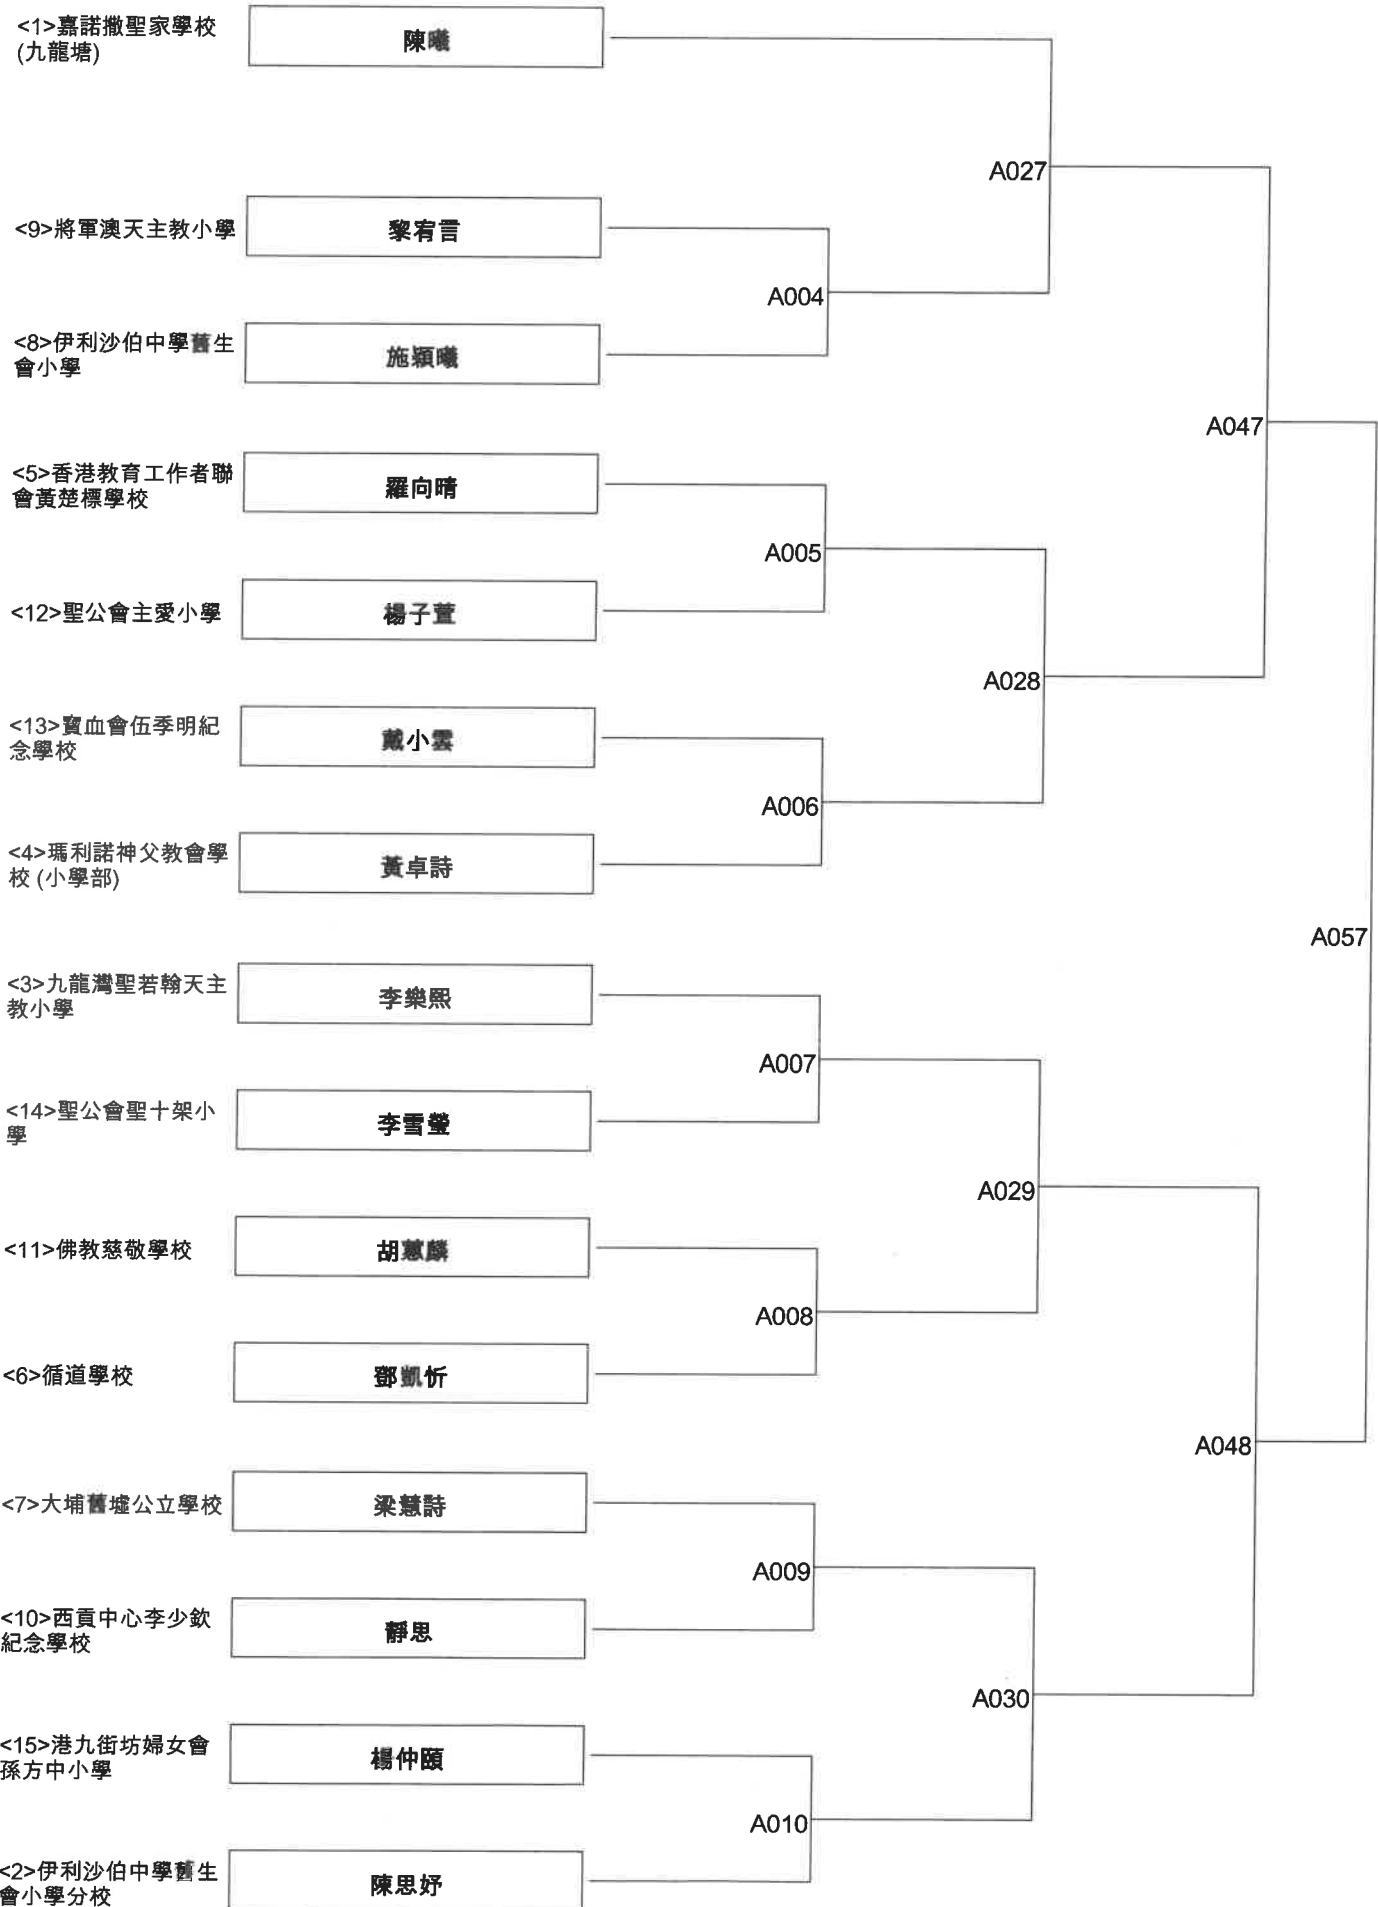 <1>嘉諾撒聖家學校
(九龍塘)
陳曦
A027
<9>將軍澳天主教小學
黎宥言
A004
<8>伊利沙伯中學舊生
會小學
施穎曦
A047
<5>香港教育工作者聯
會黃楚標學校
羅向晴
A005
<12>聖公會主愛小學
楊子萱
A028
<13>寶血會伍季明紀
念學校
戴小雲
A006
<4>瑪利諾神父教會學
校 (小學部)
黃卓詩
A057
<3>九龍灣聖若翰天主
教小學
李樂熙
A007
<14>聖公會聖十架小
學
李雪瑩
A029
<11>佛教慈敬學校
胡蕙麟
A008
<6>循道學校
鄧凱忻
A048
<7>大埔舊墟公立學校
梁慧詩
A009
<10>西貢中心李少欽
紀念學校
靜思
A030
<15>港九街坊婦女會
孫方中小學
楊仲頤
A010
<2>伊利沙伯中學舊生
會小學分校
陳思妤